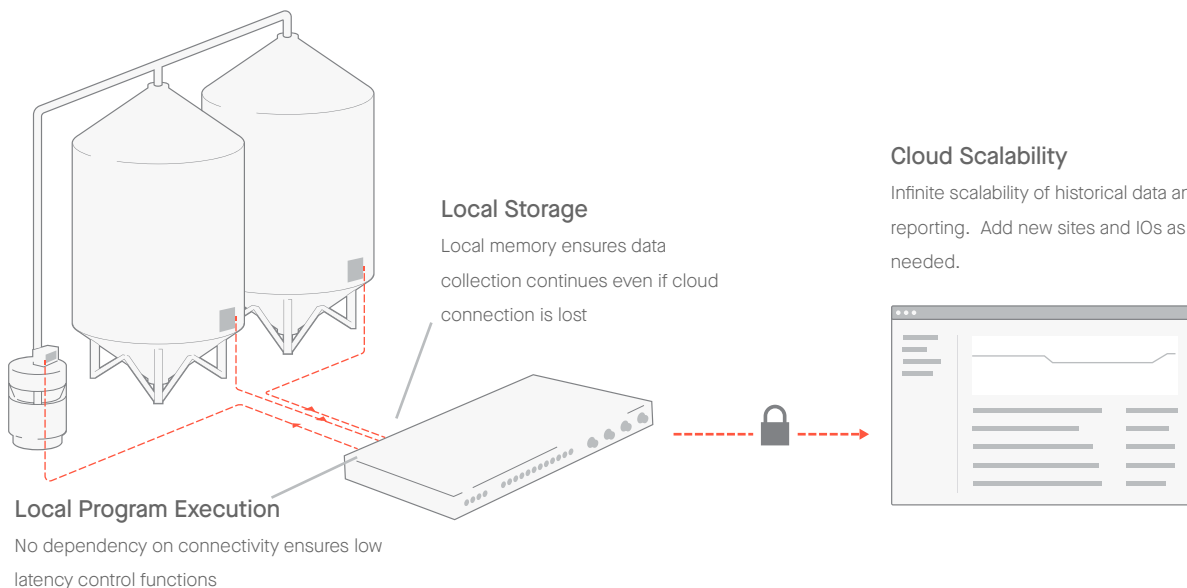 Cloud Scalability
Infinite scalability of historical data
reporting.  Add new sites and IOs as
needed.
Local Storage
Local memory ensures data
collection continues even if cloud
connection is lost
Local Program Execution
No dependency on connectivity ensures low
latency control functions